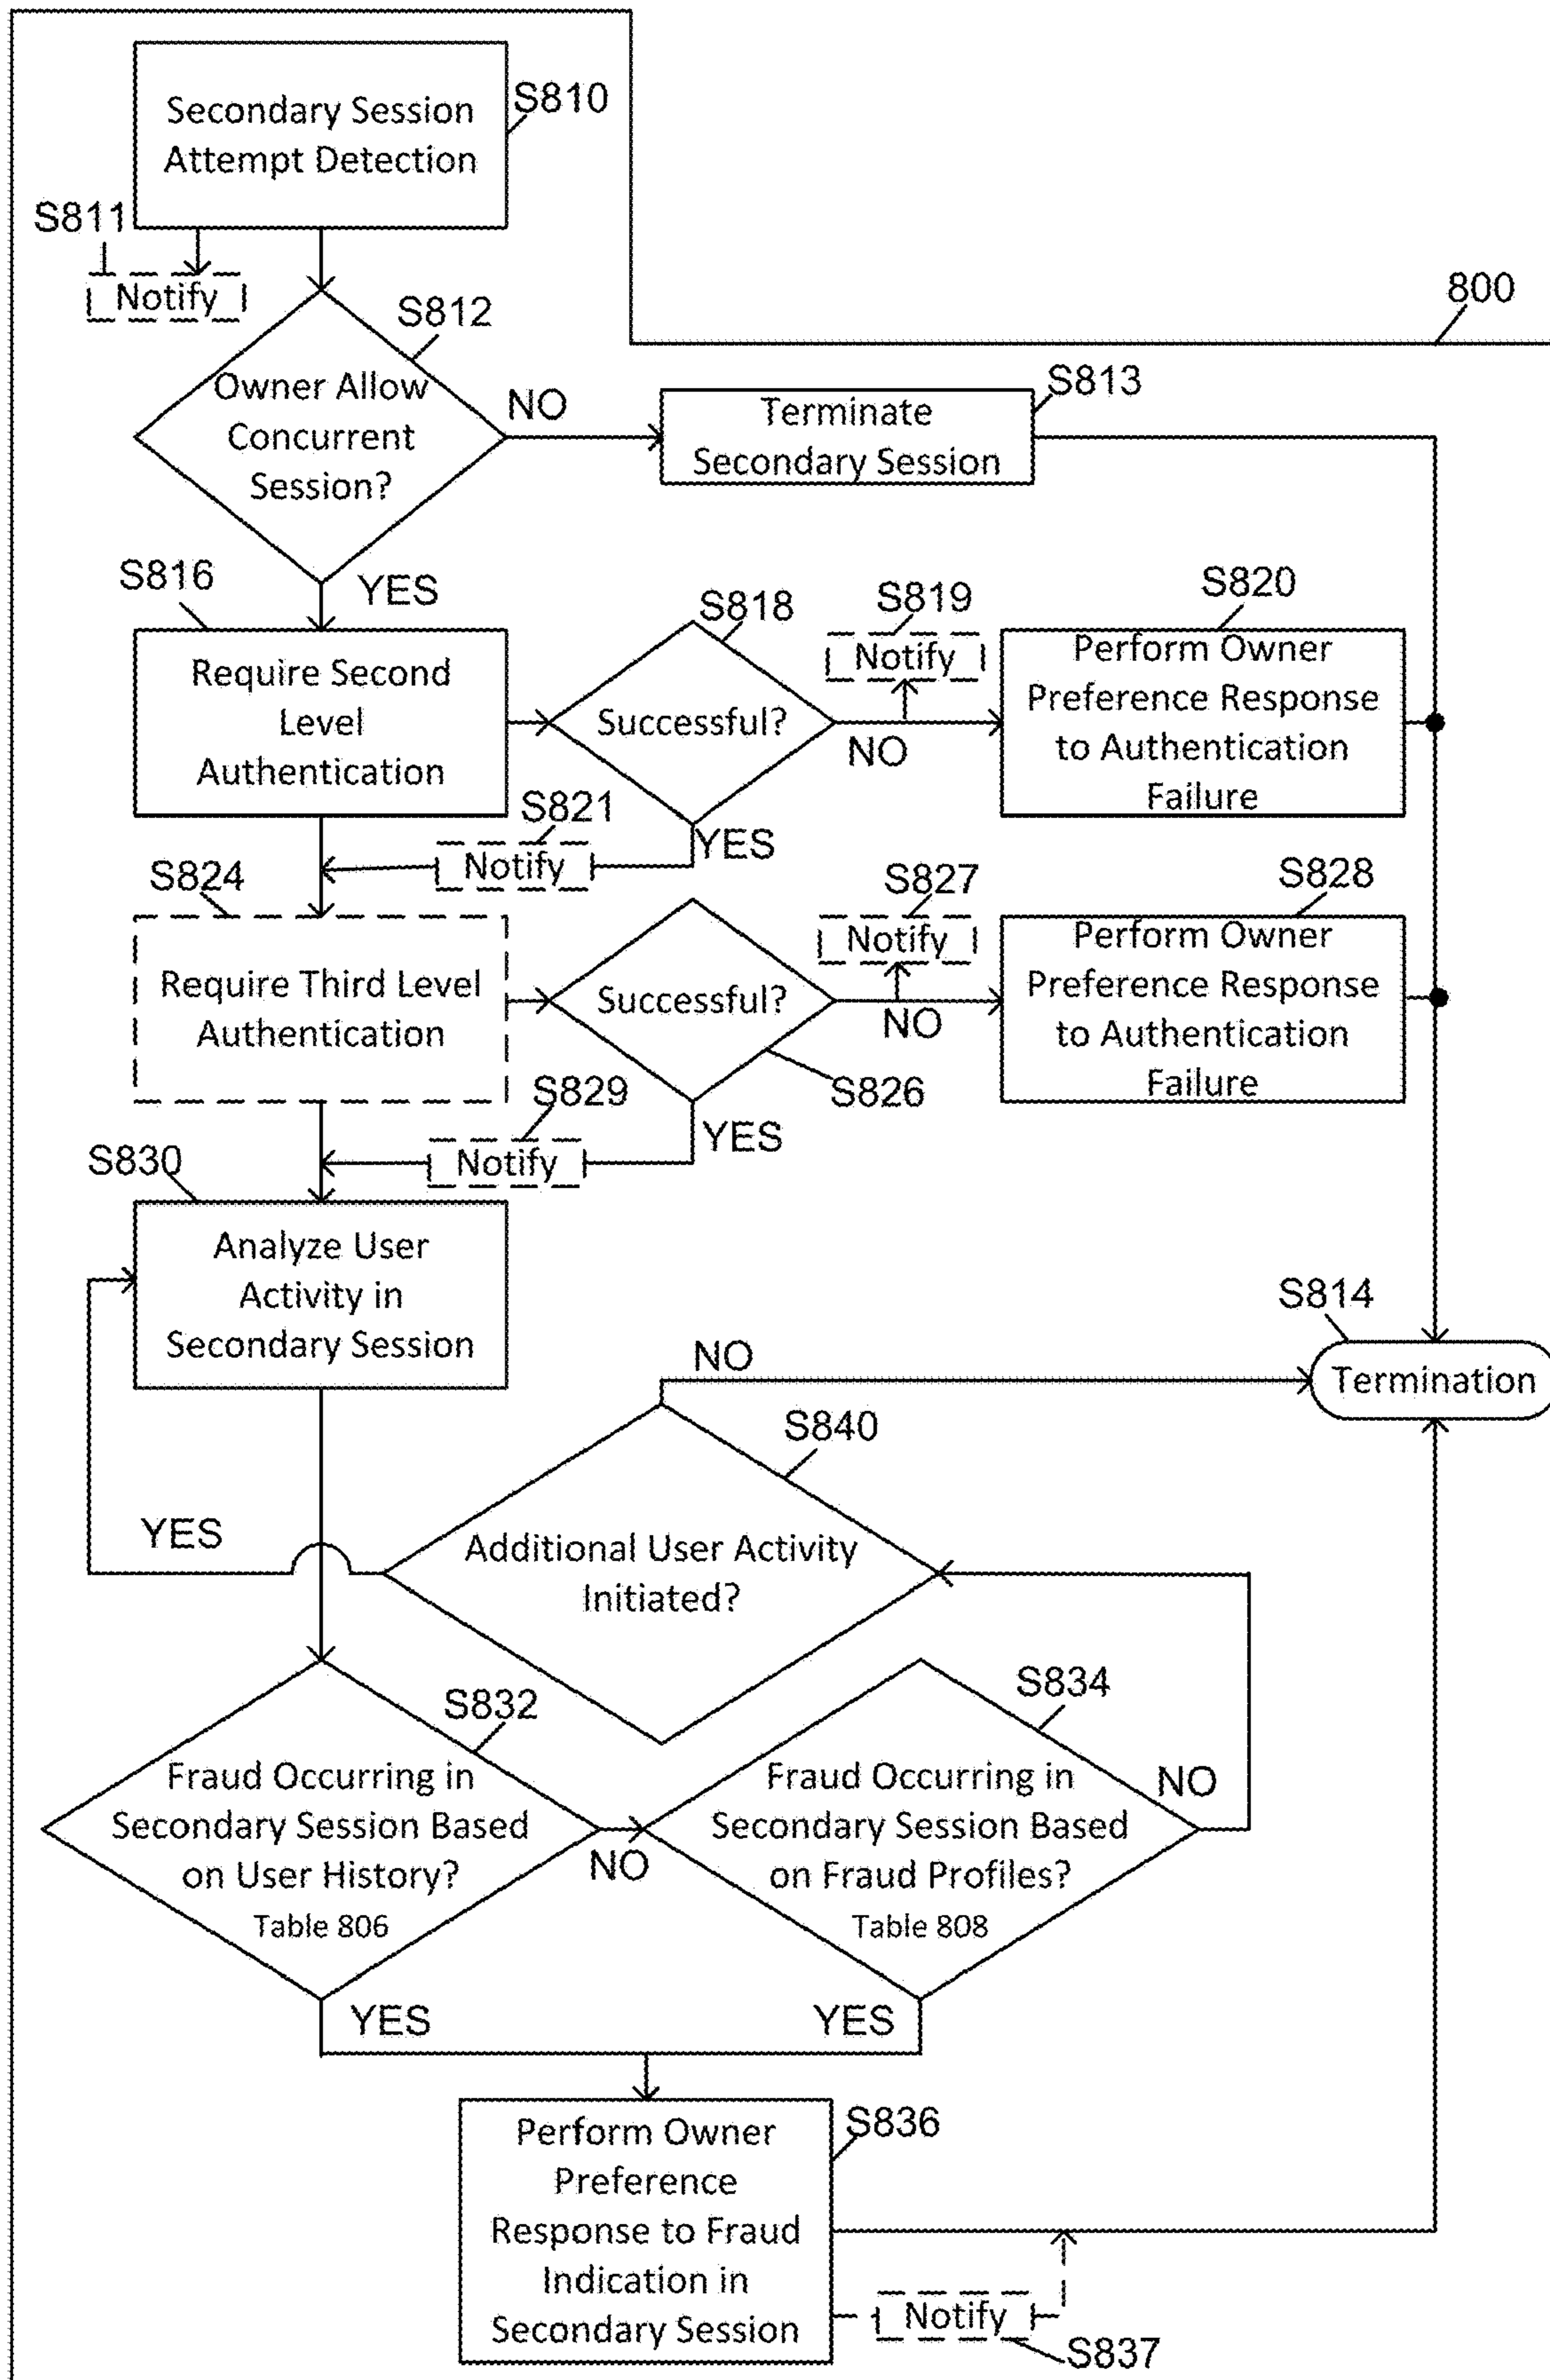 Secondary Session
Attempt Detection
S810
S811
Notify
S812
800
Owner Allow
Concurrent
Session?
NO
Terminate
Secondary Session
S813
YES
S816
Require Second
Level
Authentication
S818
Successful?
S819
Notify
NO
S820
Perform Owner
Preference Response
to Authentication
Failure
S821
Notify
YES
S824
Require Third Level
Authentication
Successful?
S826
S827
Notify
NO
S828
Perform Owner
Preference Response
to Authentication
Failure
S829
Notify
YES
S830
Analyze User
Activity in
Secondary Session
S814
Termination
NO
S840
YES
Additional User Activity
Initiated?
S832
Fraud Occurring in
Secondary Session Based
on User History?
Table 806
NO
S834
Fraud Occurring in
Secondary Session Based
on Fraud Profiles?
Table 808
NO
YES
YES
S836
Perform Owner
Preference
Response to Fraud
Indication in
Secondary Session
Notify
S837